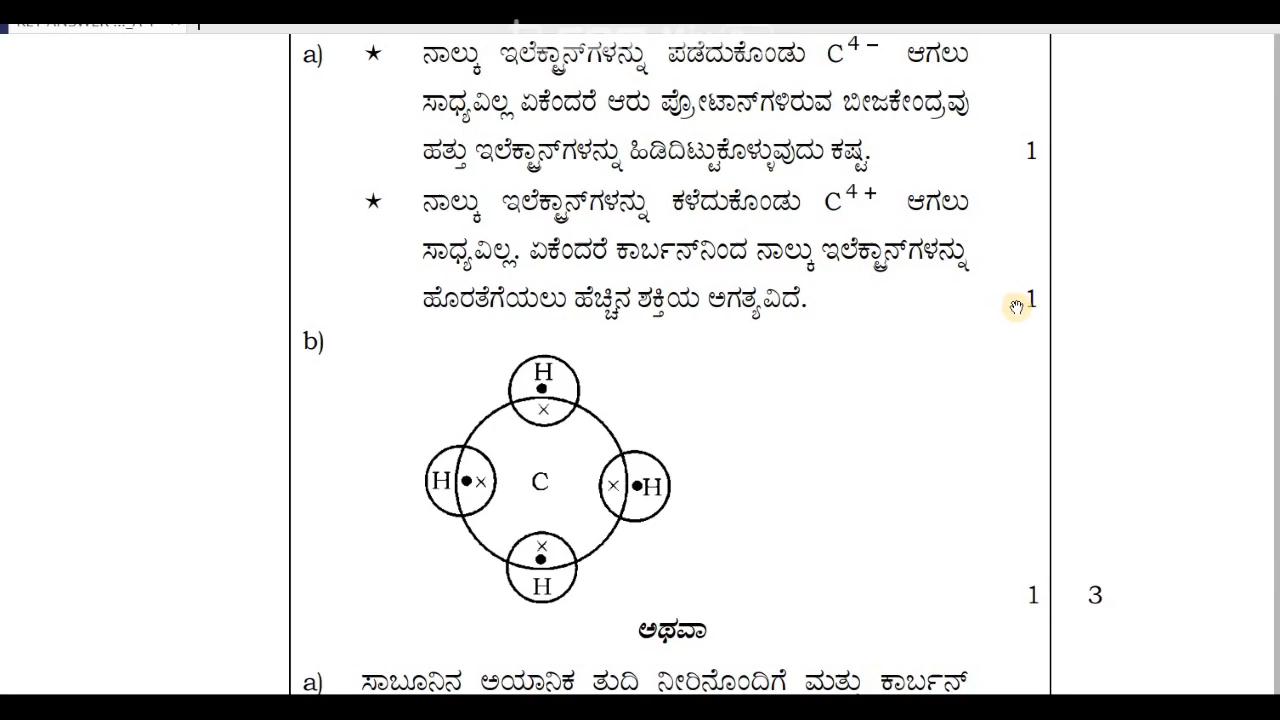 a) ★ ನಾಲ್ಕು ಇಲೆಕ್ಟ್ರಾನ್‌ಗಳನ್ನು ಪಡೆದುಕೊಂಡು C⁴⁻ ಆಗಲು
ಸಾಧ್ಯವಿಲ್ಲ ಏಕೆಂದರೆ ಆರು ಪ್ರೋಟಾನ್‌ಗಳಿರುವ ಬೀಜಕೇಂದ್ರವು
ಹತ್ತು ಇಲೆಕ್ಟ್ರಾನ್‌ಗಳನ್ನು ಹಿಡಿದಿಟ್ಟುಕೊಳ್ಳುವುದು ಕಷ್ಟ. 1
★ ನಾಲ್ಕು ಇಲೆಕ್ಟ್ರಾನ್‌ಗಳನ್ನು ಕಳೆದುಕೊಂಡು C⁴⁺ ಆಗಲು
ಸಾಧ್ಯವಿಲ್ಲ. ಏಕೆಂದರೆ ಕಾರ್ಬನ್‌ನಿಂದ ನಾಲ್ಕು ಇಲೆಕ್ಟ್ರಾನ್‌ಗಳನ್ನು
ಹೊರತೆಗೆಯಲು ಹೆಚ್ಚಿನ ಶಕ್ತಿಯ ಅಗತ್ಯವಿದೆ. 1
b)
H
×
H × C × H
×
H
1 3
ಅಥವಾ
a) ಸಾಬೂನಿನ ಅಯಾನಿಕ ತುದಿ ನೀರಿನೊಂದಿಗೆ ಮತ್ತು ಕಾರ್ಬನ್